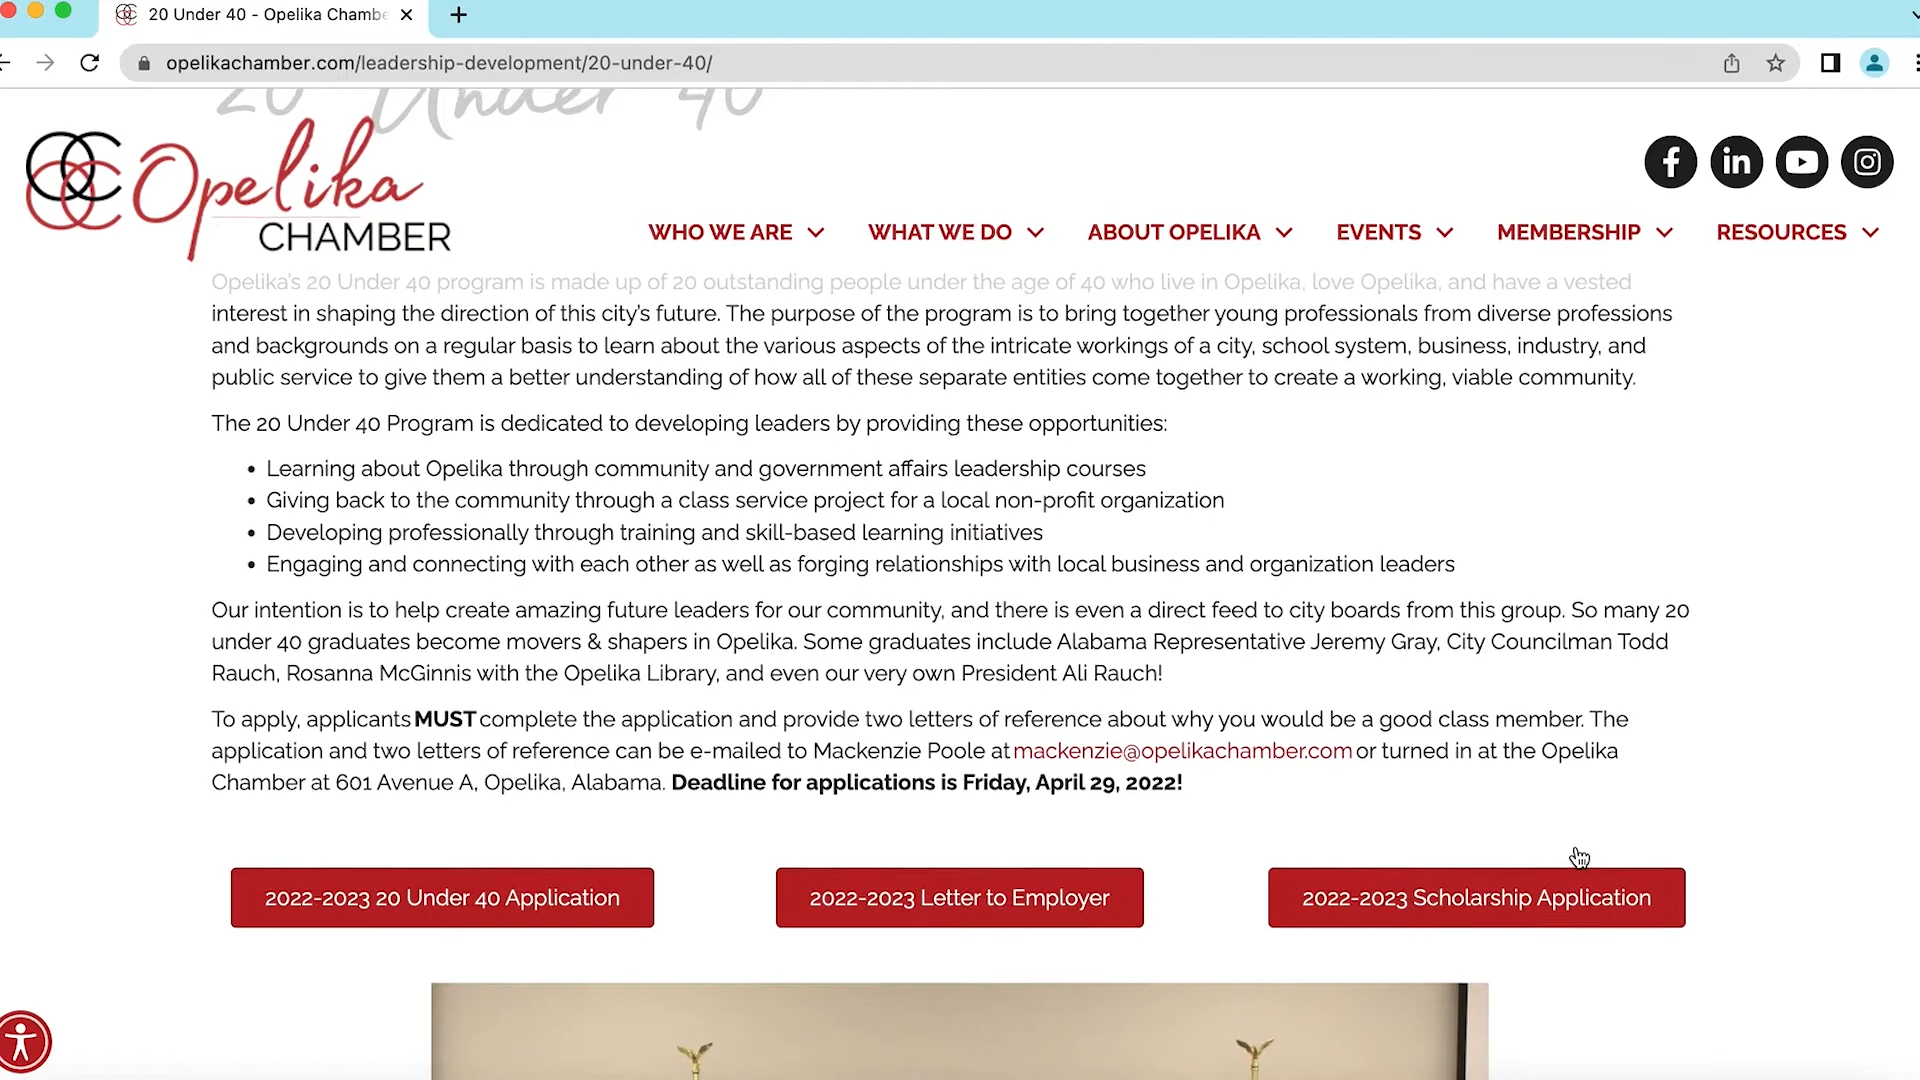 20 Under 40 - Opelika Chambe
opelikachamber.com/leadership-development/20-under-40/
20 Under 40
Opelika
CHAMBER
WHO WE ARE
WHAT WE DO
ABOUT OPELIKA
EVENTS
MEMBERSHIP
RESOURCES
Opelika's 20 Under 40 program is made up of 20 outstanding people under the age of 40 who live in Opelika, love Opelika, and have a vested
interest in shaping the direction of this city's future. The purpose of the program is to bring together young professionals from diverse professions
and backgrounds on a regular basis to learn about the various aspects of the intricate workings of a city, school system, business, industry, and
public service to give them a better understanding of how all of these separate entities come together to create a working, viable community.
The 20 Under 40 Program is dedicated to developing leaders by providing these opportunities:
• Learning about Opelika through community and government affairs leadership courses
• Giving back to the community through a class service project for a local non-profit organization
• Developing professionally through training and skill-based learning initiatives
• Engaging and connecting with each other as well as forging relationships with local business and organization leaders
Our intention is to help create amazing future leaders for our community, and there is even a direct feed to city boards from this group. So many 20
under 40 graduates become movers & shapers in Opelika. Some graduates include Alabama Representative Jeremy Gray, City Councilman Todd
Rauch, Rosanna McGinnis with the Opelika Library, and even our very own President Ali Rauch!
To apply, applicants MUST complete the application and provide two letters of reference about why you would be a good class member. The
application and two letters of reference can be e-mailed to Mackenzie Poole at mackenzie@opelikachamber.com or turned in at the Opelika
Chamber at 601 Avenue A, Opelika, Alabama. Deadline for applications is Friday, April 29, 2022!
2022-2023 20 Under 40 Application
2022-2023 Letter to Employer
2022-2023 Scholarship Application